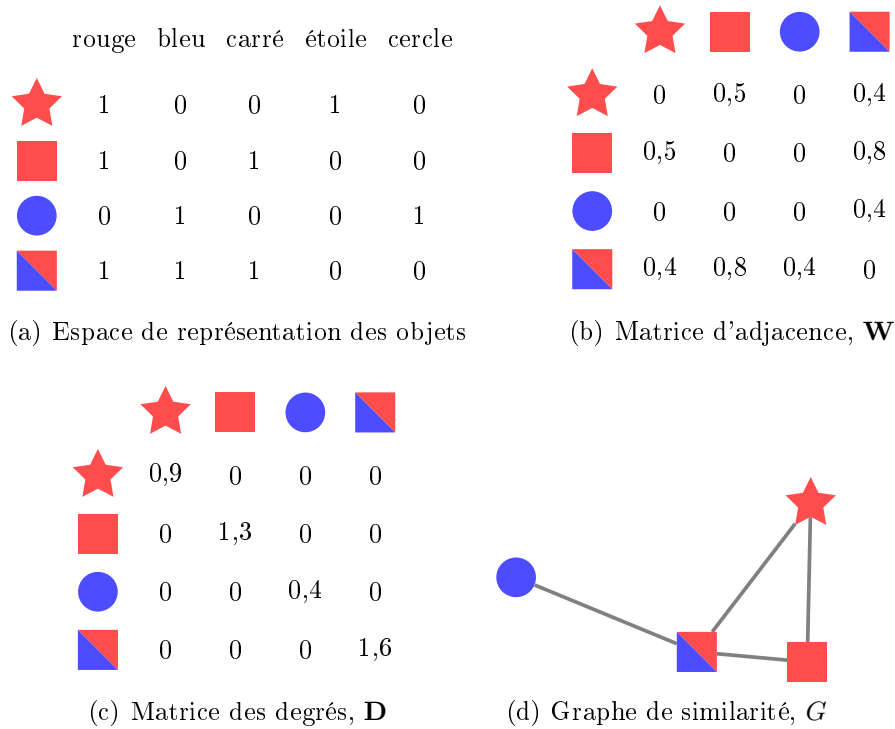 rouge bleu carré étoile cercle
1 0 0 1 0
1 0 1 0 0
0 1 0 0 1
1 1 1 0 0
(a) Espace de représentation des objets
0 0,5 0 0,4
0,5 0 0 0,8
0 0 0 0,4
0,4 0,8 0,4 0
(b) Matrice d'adjacence, W
0,9 0 0 0
0 1,3 0 0
0 0 0,4 0
0 0 0 1,6
(c) Matrice des degrés, D
(d) Graphe de similarité, G